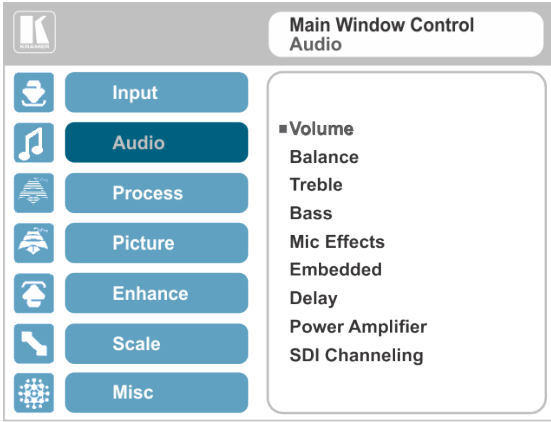 KRAMER
Main Window Control
Audio
Input
Audio
Process
Picture
Enhance
Scale
Misc
Volume
Balance
Treble
Bass
Mic Effects
Embedded
Delay
Power Amplifier
SDI Channeling